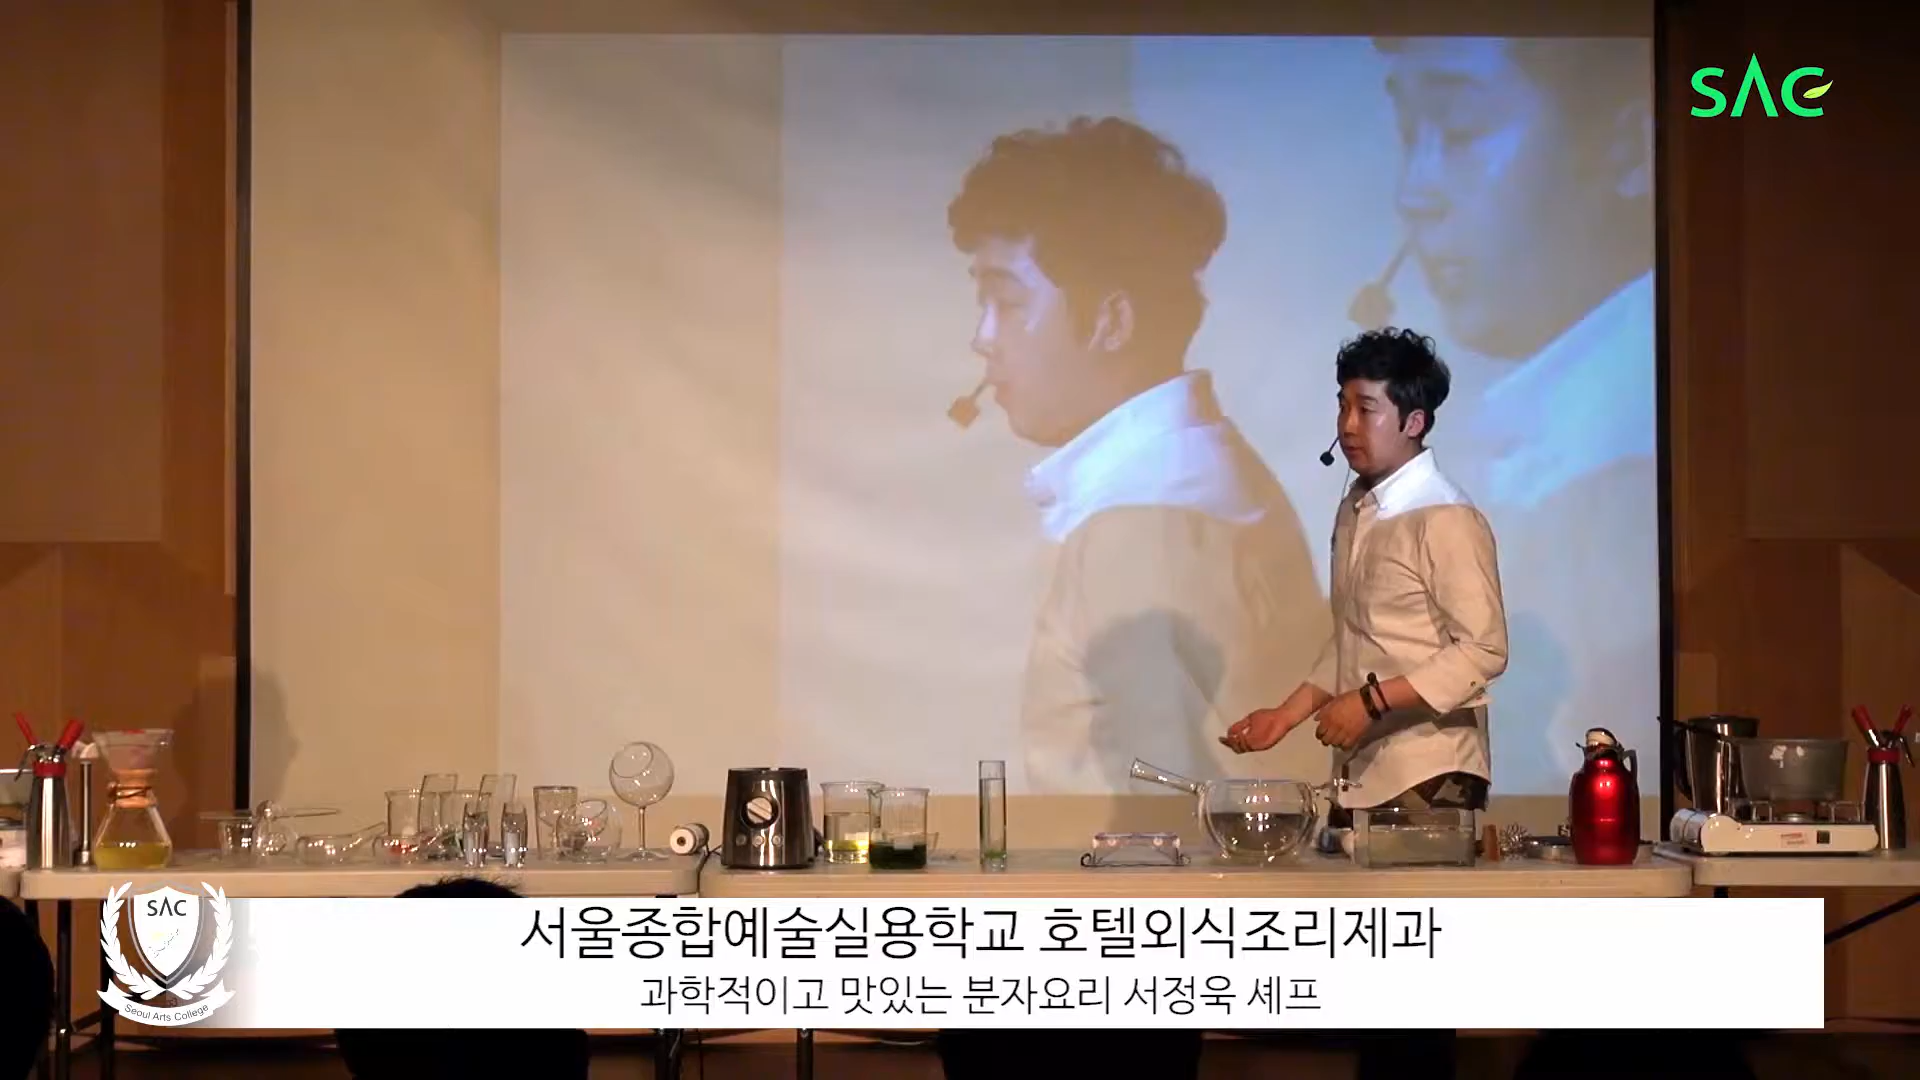 SAC
SAC
Seoul Arts College
서울종합예술실용학교 호텔외식조리제과
과학적이고 맛있는 분자요리 서정욱 셰프